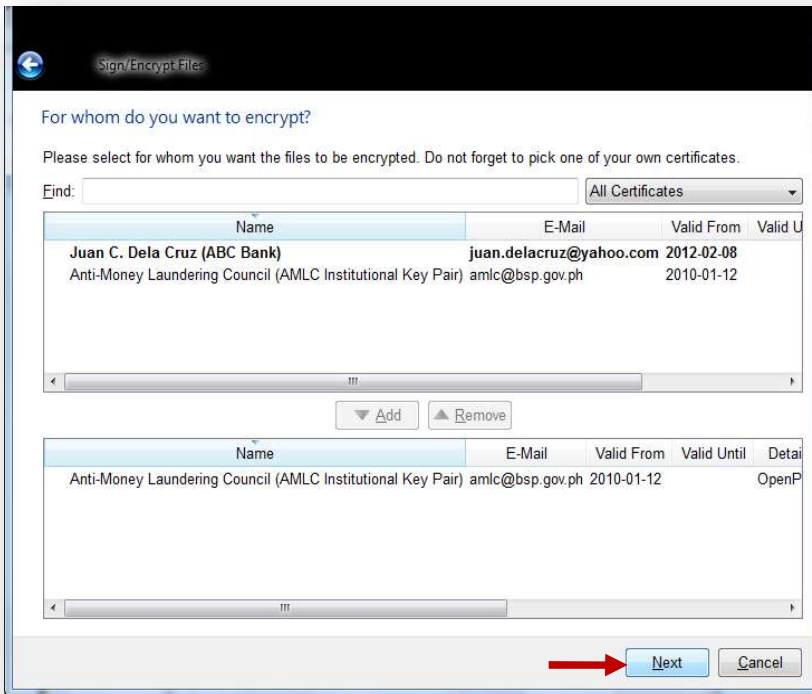 Sign/Encrypt Files
For whom do you want to encrypt?
Please select for whom you want the files to be encrypted. Do not forget to pick one of your own certificates.
Find: All Certificates
Name E-Mail Valid From Valid U
Juan C. Dela Cruz (ABC Bank) juan.delacruz@yahoo.com 2012-02-08
Anti-Money Laundering Council (AMLC Institutional Key Pair) amlc@bsp.gov.ph 2010-01-12
Add Remove
Name E-Mail Valid From Valid Until Detai
Anti-Money Laundering Council (AMLC Institutional Key Pair) amlc@bsp.gov.ph 2010-01-12 OpenP
Next Cancel